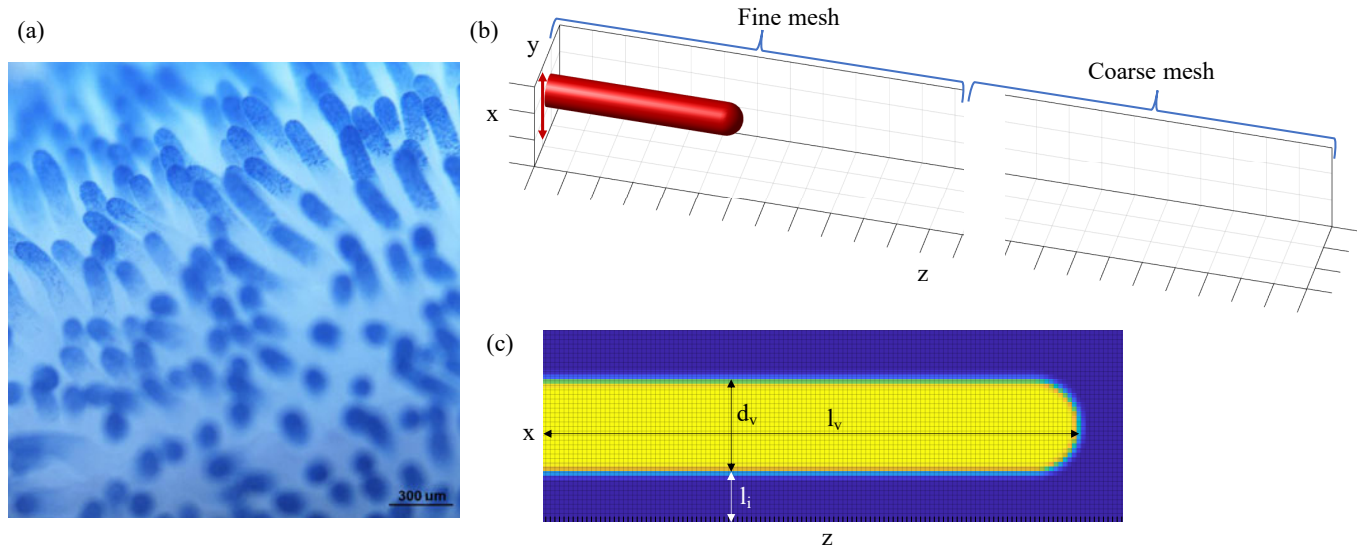 (a)
300 um
(b)
Fine mesh
Coarse mesh
y
x
z
(c)
x
d_v
l_v
l_i
z